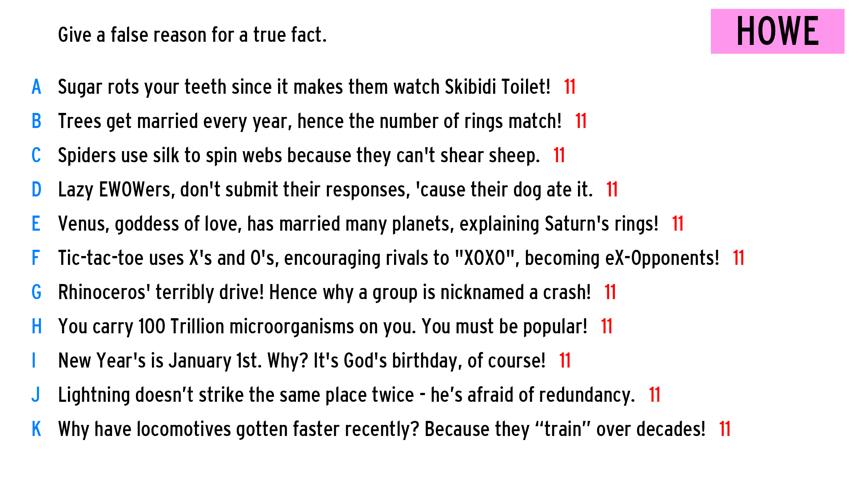 Give a false reason for a true fact.
HOWE
A Sugar rots your teeth since it makes them watch Skibidi Toilet! 11
B Trees get married every year, hence the number of rings match! 11
C Spiders use silk to spin webs because they can't shear sheep. 11
D Lazy EWOWers, don't submit their responses, 'cause their dog ate it. 11
E Venus, goddess of love, has married many planets, explaining Saturn's rings! 11
F Tic-tac-toe uses X's and O's, encouraging rivals to "XOXO", becoming eX-Opponents! 11
G Rhinoceros' terribly drive! Hence why a group is nicknamed a crash! 11
H You carry 100 Trillion microorganisms on you. You must be popular! 11
I New Year's is January 1st. Why? It's God's birthday, of course! 11
J Lightning doesn’t strike the same place twice - he’s afraid of redundancy. 11
K Why have locomotives gotten faster recently? Because they “train” over decades! 11